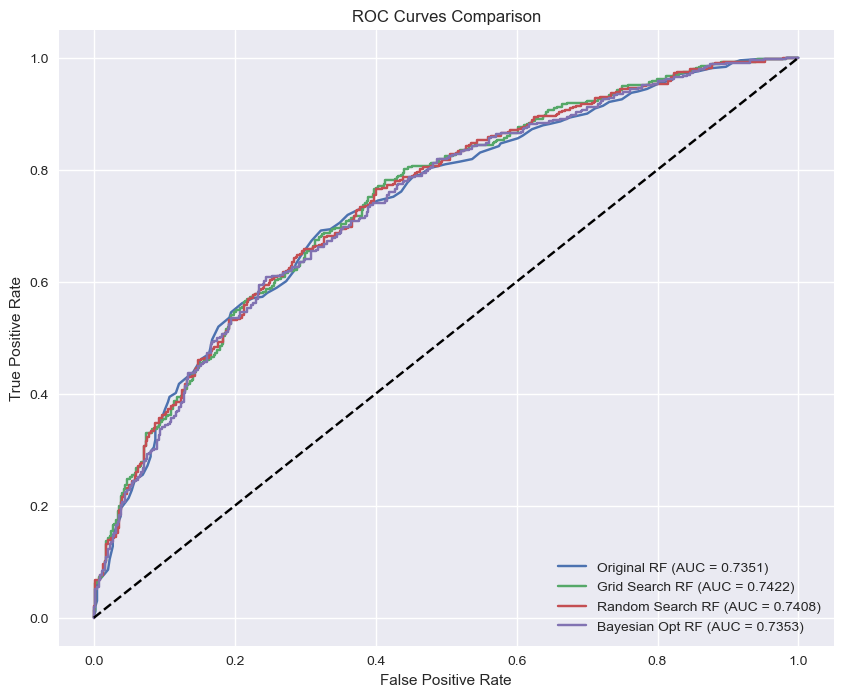 ROC Curves Comparison
True Positive Rate
1.0
0.8
0.6
0.4
0.2
0.0
Original RF (AUC = 0.7351)
Grid Search RF (AUC = 0.7422)
Random Search RF (AUC = 0.7408)
Bayesian Opt RF (AUC = 0.7353)
0.0 0.2 0.4 0.6 0.8 1.0
False Positive Rate